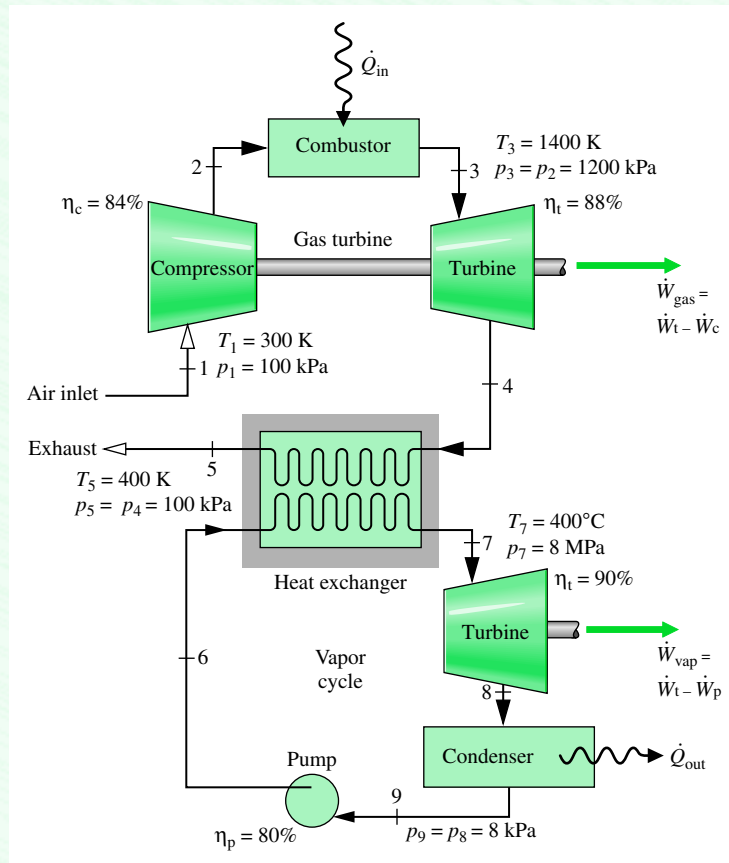 Q̇in
Combustor
2
3
T3 = 1400 K
p3 = p2 = 1200 kPa
ηc = 84%
ηt = 88%
Gas turbine
Compressor
Turbine
Ẇgas =
Ẇt – Ẇc
T1 = 300 K
p1 = 100 kPa
1
Air inlet
4
Exhaust
5
T5 = 400 K
p5 = p4 = 100 kPa
T7 = 400°C
p7 = 8 MPa
7
Heat exchanger
ηt = 90%
Turbine
6
Vapor
cycle
Ẇvap =
Ẇt – Ẇp
8
Condenser
Q̇out
Pump
9
ηp = 80%
p9 = p8 = 8 kPa